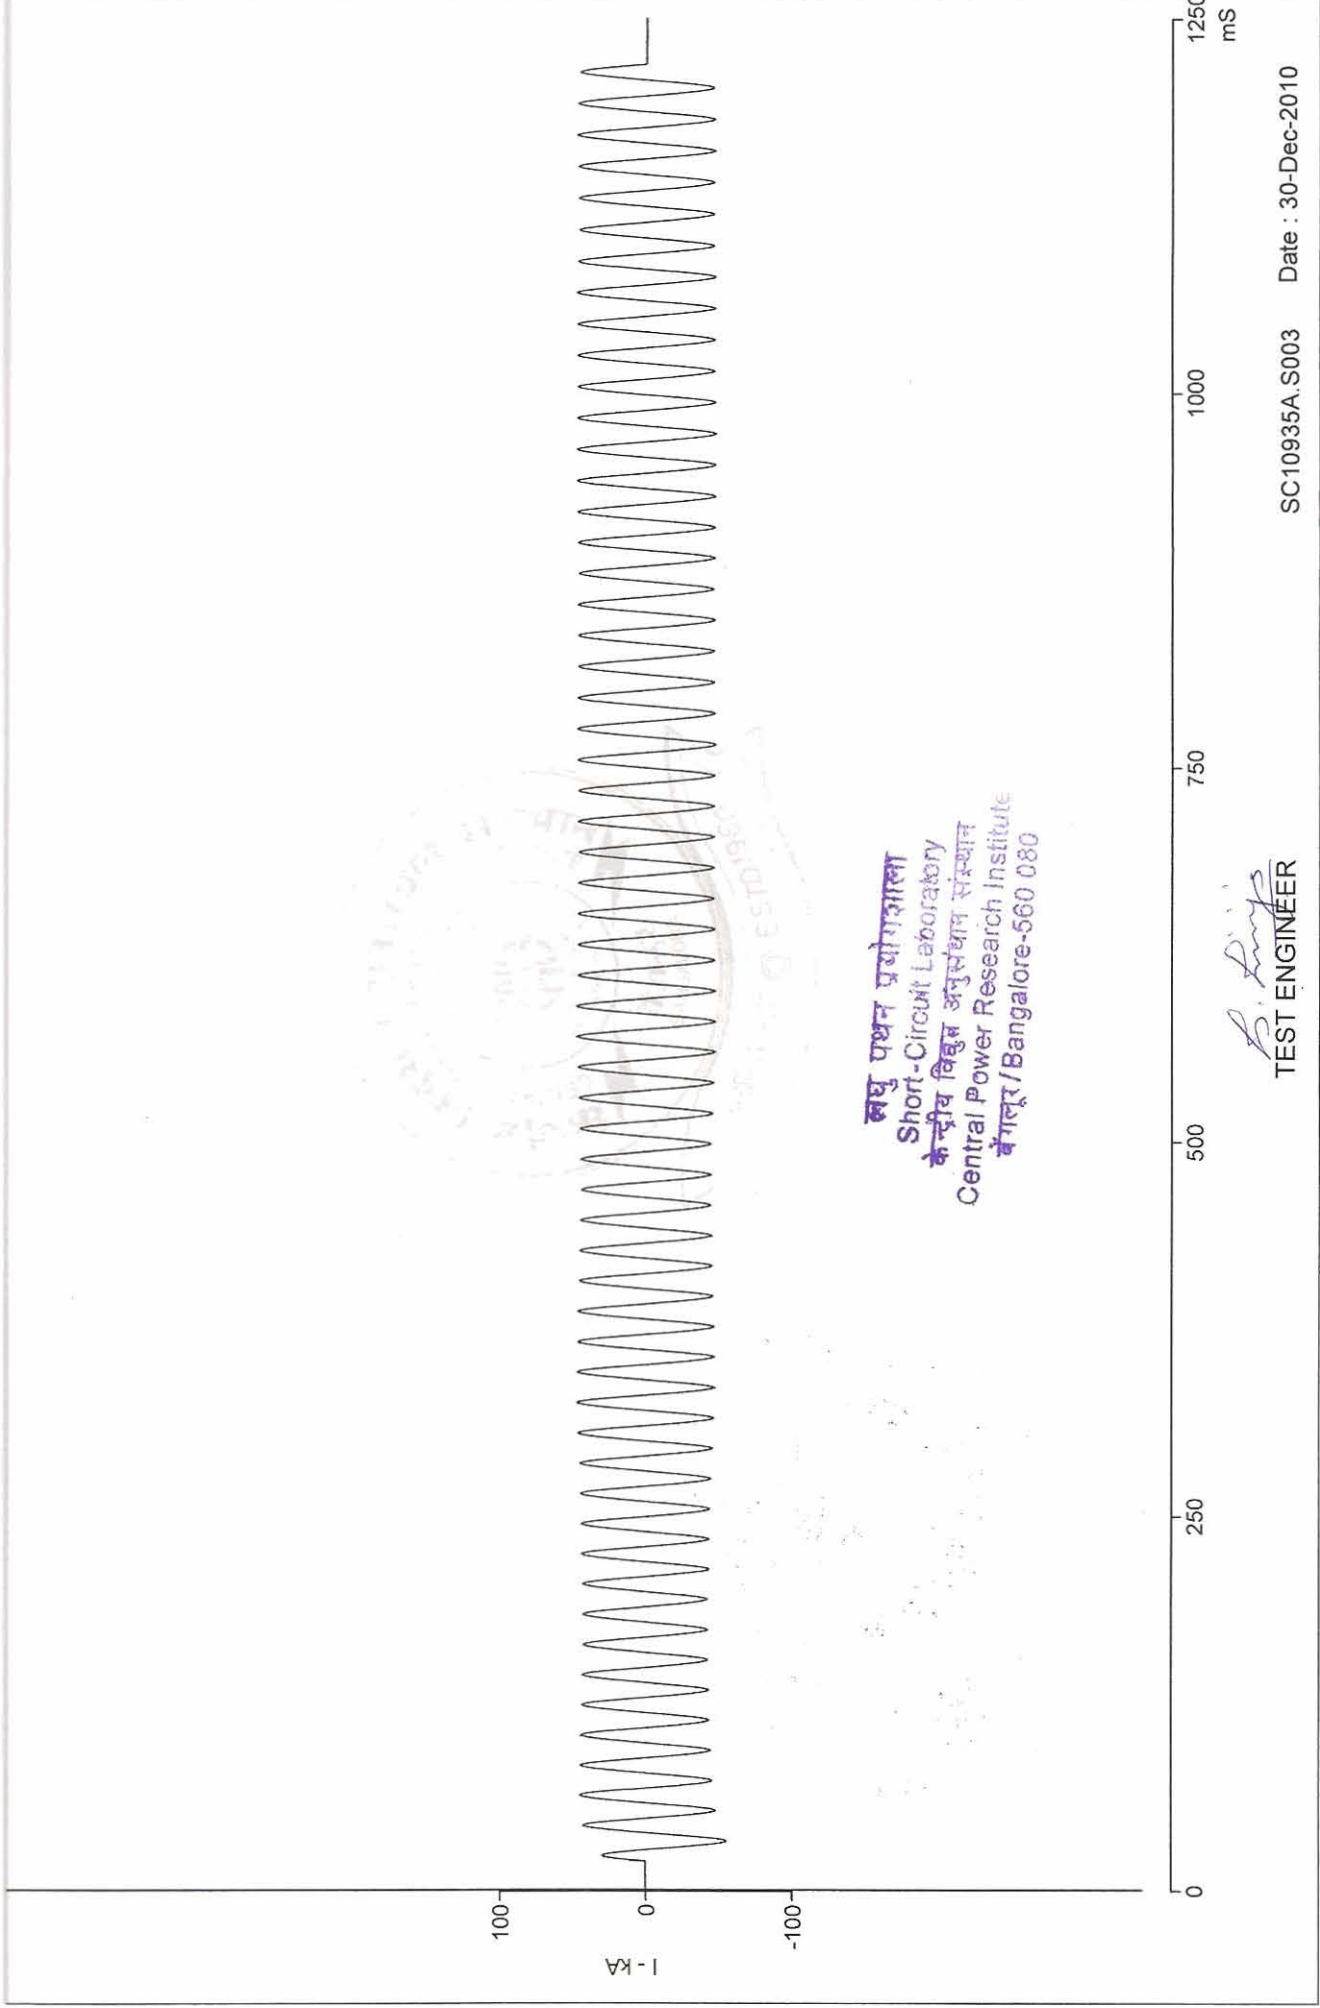 I - kA
100
0
-100
0
250
500
750
1000
1250
mS
लघु पथन प्रयोगशाला
Short-Circuit Laboratory
केन्द्रीय विद्युत अनुसंधान संस्थान
Central Power Research Institute
बेंगलूर/Bangalore-560 080
TEST ENGINEER
SC10935A.S003 Date : 30-Dec-2010